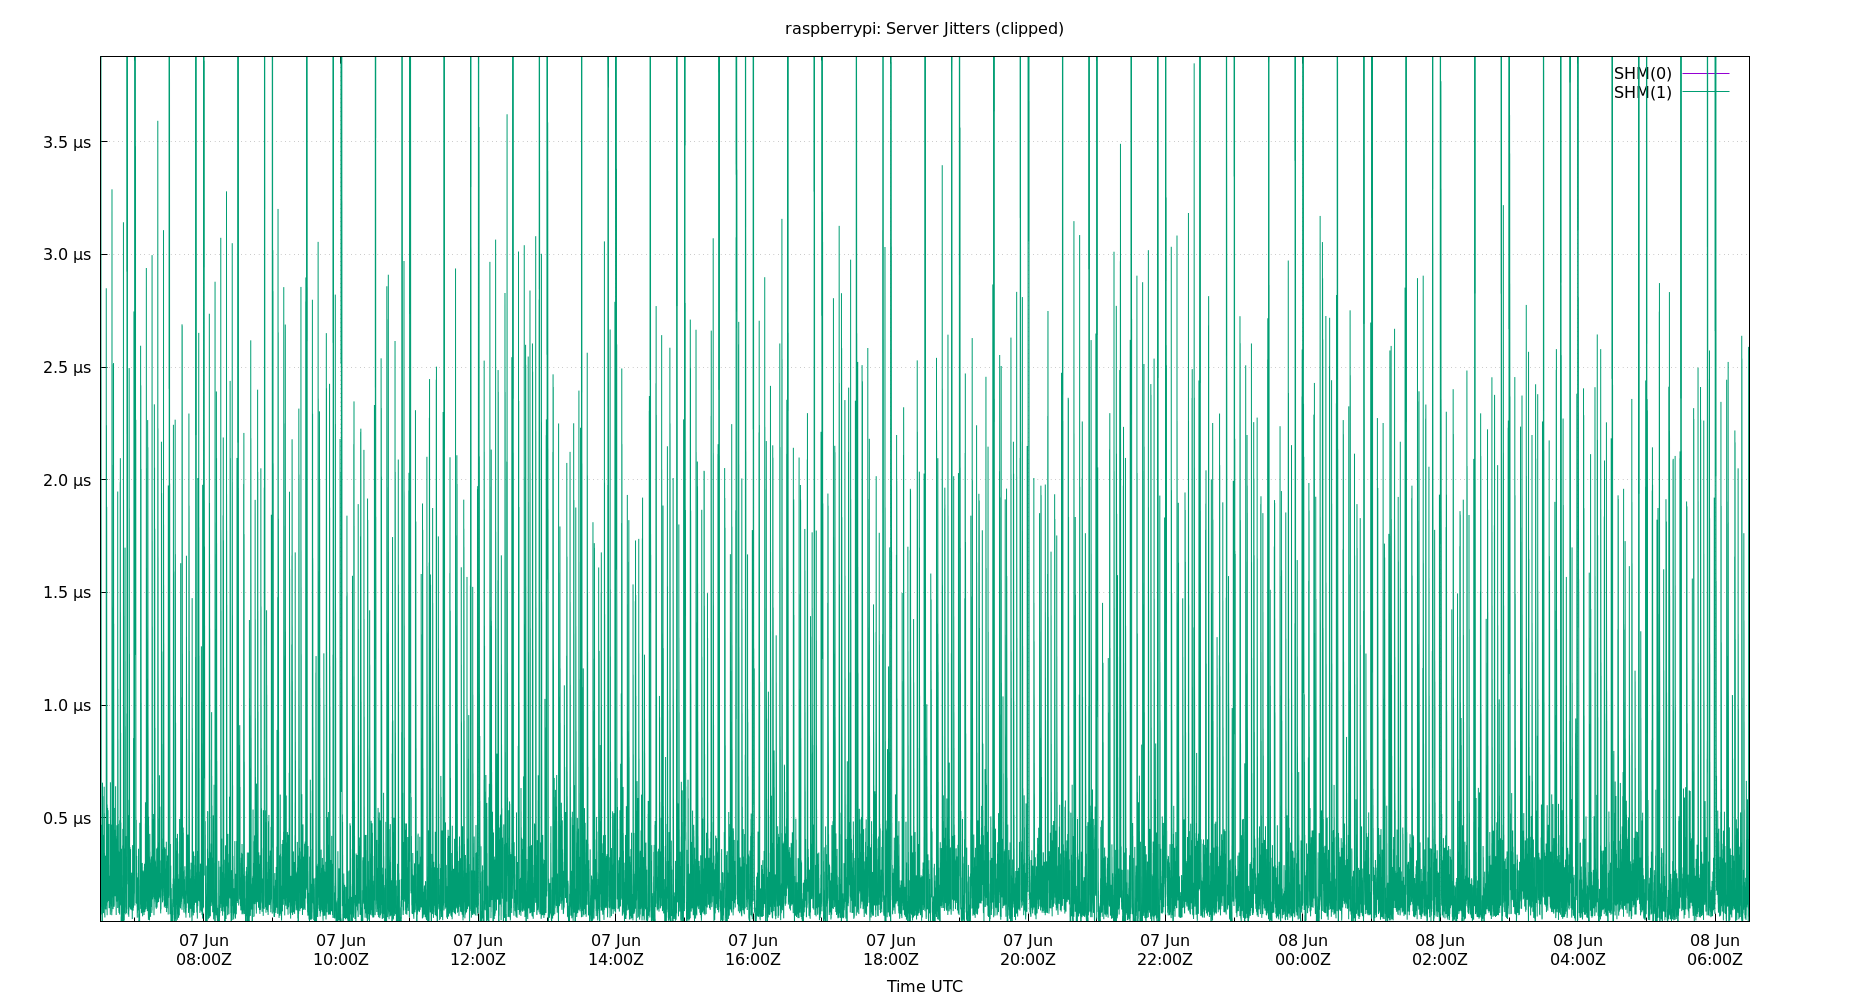 raspberrypi: Server Jitters (clipped)
SHM(0)
SHM(1)
3.5 µs
3.0 µs
2.5 µs
2.0 µs
1.5 µs
1.0 µs
0.5 µs
07 Jun 07 Jun 07 Jun 07 Jun 07 Jun 07 Jun 07 Jun 07 Jun 08 Jun 08 Jun 08 Jun 08 Jun
08:00Z 10:00Z 12:00Z 14:00Z 16:00Z 18:00Z 20:00Z 22:00Z 00:00Z 02:00Z 04:00Z 06:00Z
Time UTC